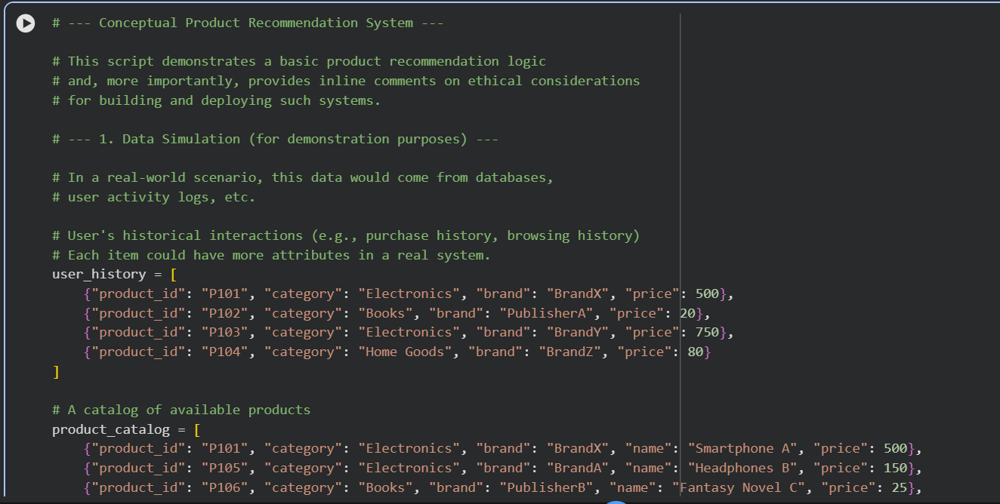 # --- Conceptual Product Recommendation System ---
# This script demonstrates a basic product recommendation logic
# and, more importantly, provides inline comments on ethical considerations
# for building and deploying such systems.
# --- 1. Data Simulation (for demonstration purposes) ---
# In a real-world scenario, this data would come from databases,
# user activity logs, etc.
# User's historical interactions (e.g., purchase history, browsing history)
# Each item could have more attributes in a real system.
user_history = [
    {"product_id": "P101", "category": "Electronics", "brand": "BrandX", "price": 500},
    {"product_id": "P102", "category": "Books", "brand": "PublisherA", "price": 20},
    {"product_id": "P103", "category": "Electronics", "brand": "BrandY", "price": 750},
    {"product_id": "P104", "category": "Home Goods", "brand": "BrandZ", "price": 80}
]
# A catalog of available products
product_catalog = [
    {"product_id": "P101", "category": "Electronics", "brand": "BrandX", "name": "Smartphone A", "price": 500},
    {"product_id": "P105", "category": "Electronics", "brand": "BrandA", "name": "Headphones B", "price": 150},
    {"product_id": "P106", "category": "Books", "brand": "PublisherB", "name": "Fantasy Novel C", "price": 25},